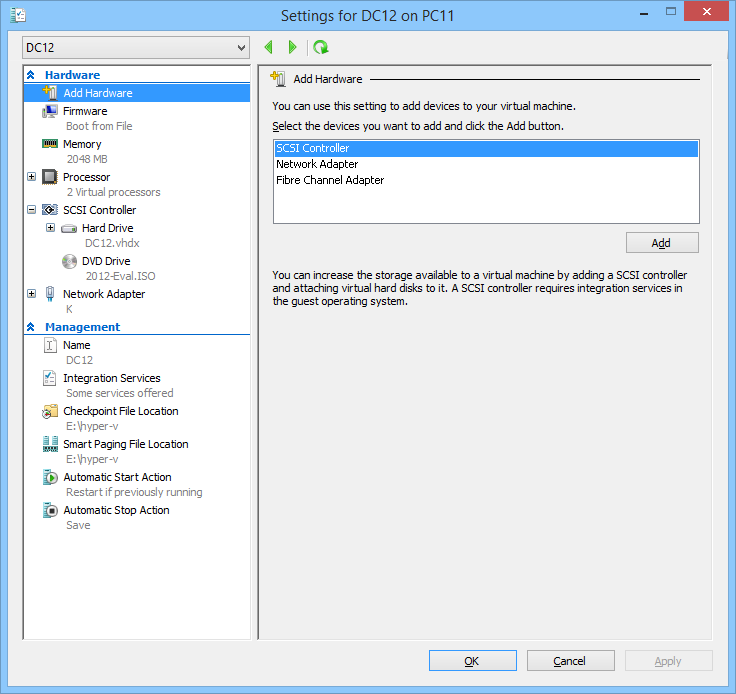 Settings for DC12 on PC11
DC12
Hardware
Add Hardware
Firmware
Boot from File
Memory
2048 MB
Processor
2 Virtual processors
SCSI Controller
Hard Drive
DC12.vhdx
DVD Drive
2012-Eval.ISO
Network Adapter
K
Management
Name
DC12
Integration Services
Some services offered
Checkpoint File Location
E:\hyper-v
Smart Paging File Location
E:\hyper-v
Automatic Start Action
Restart if previously running
Automatic Stop Action
Save
Add Hardware
You can use this setting to add devices to your virtual machine.
Select the devices you want to add and click the Add button.
SCSI Controller
Network Adapter
Fibre Channel Adapter
Add
You can increase the storage available to a virtual machine by adding a SCSI controller
and attaching virtual hard disks to it. A SCSI controller requires integration services in
the guest operating system.
OK
Cancel
Apply